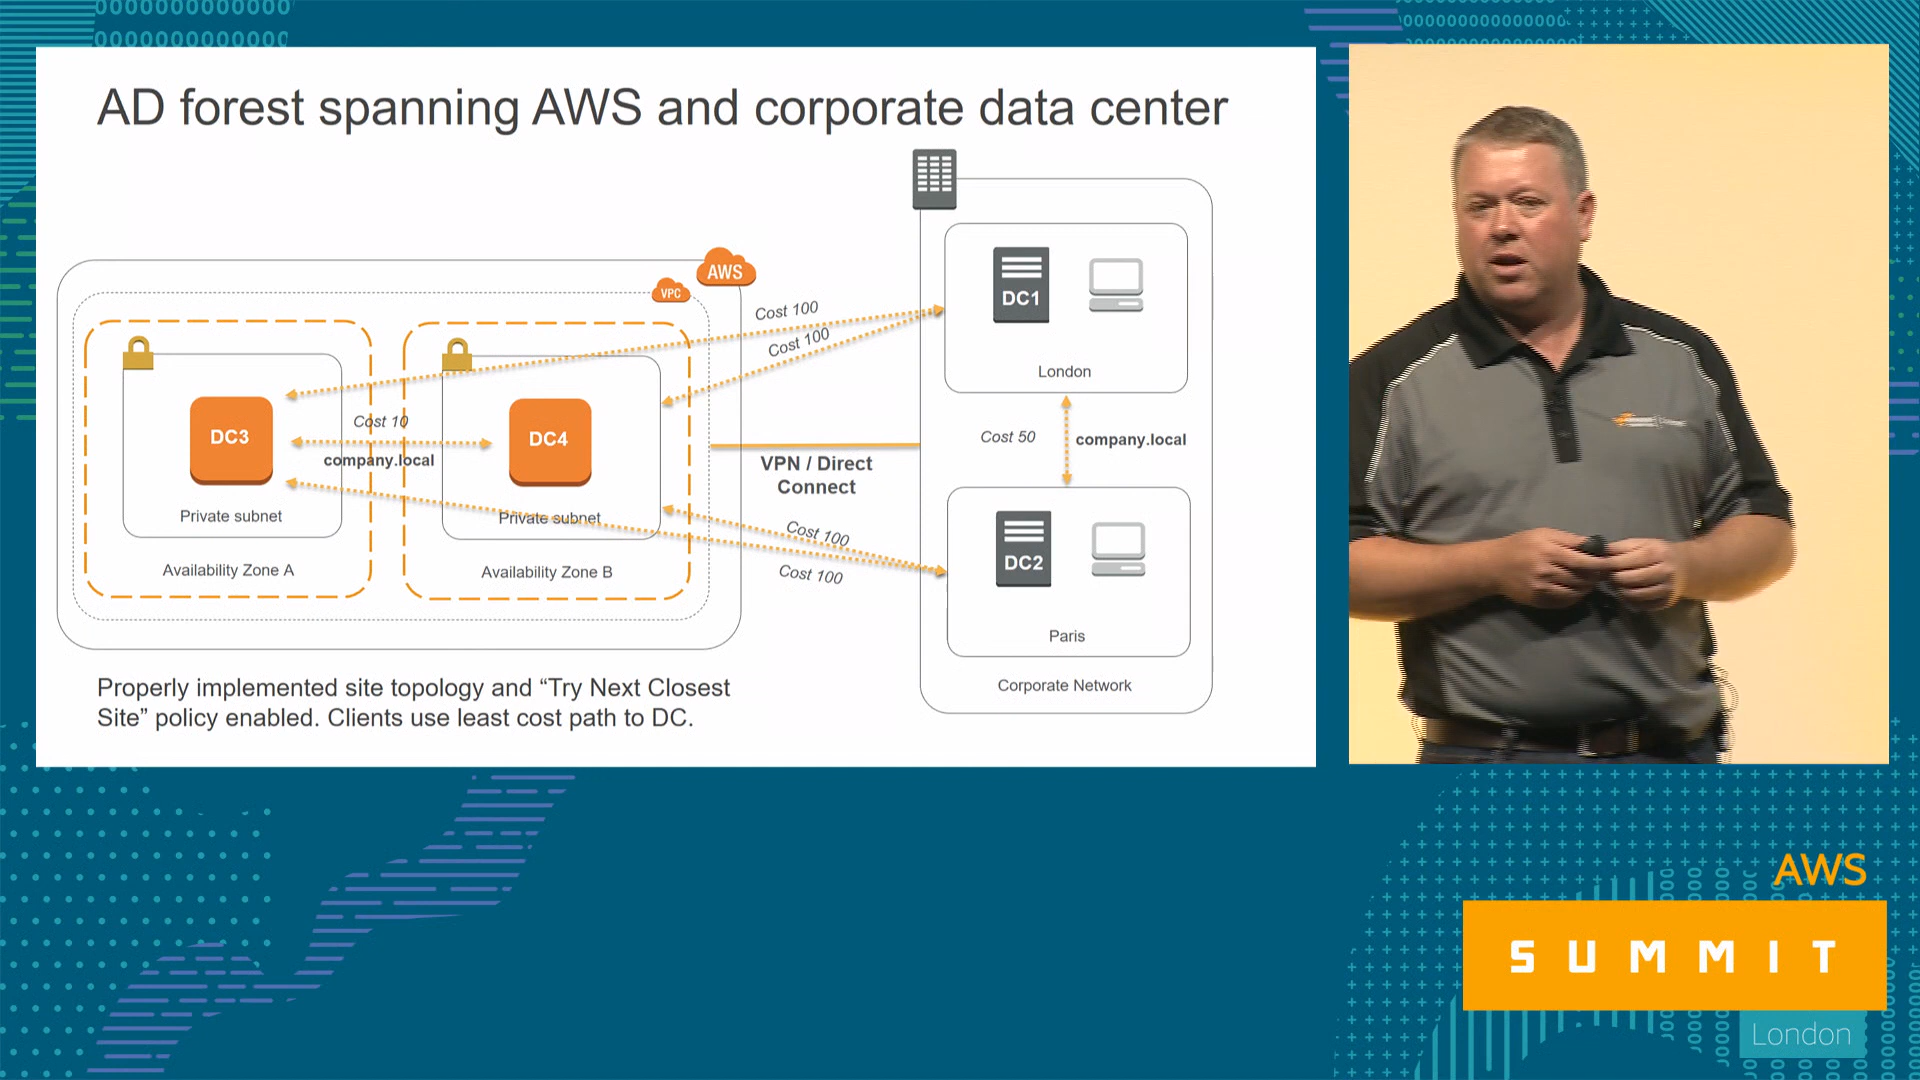 AD forest spanning AWS and corporate data center
AWS
VPC
Cost 100
Cost 100
DC1
London
DC3
Cost 10
company.local
DC4
Private subnet
Private subnet
Availability Zone A
Availability Zone B
VPN / Direct
Connect
Cost 50
company.local
Cost 100
Cost 100
DC2
Paris
Corporate Network
Properly implemented site topology and “Try Next Closest
Site” policy enabled. Clients use least cost path to DC.
AWS
SUMMIT
London